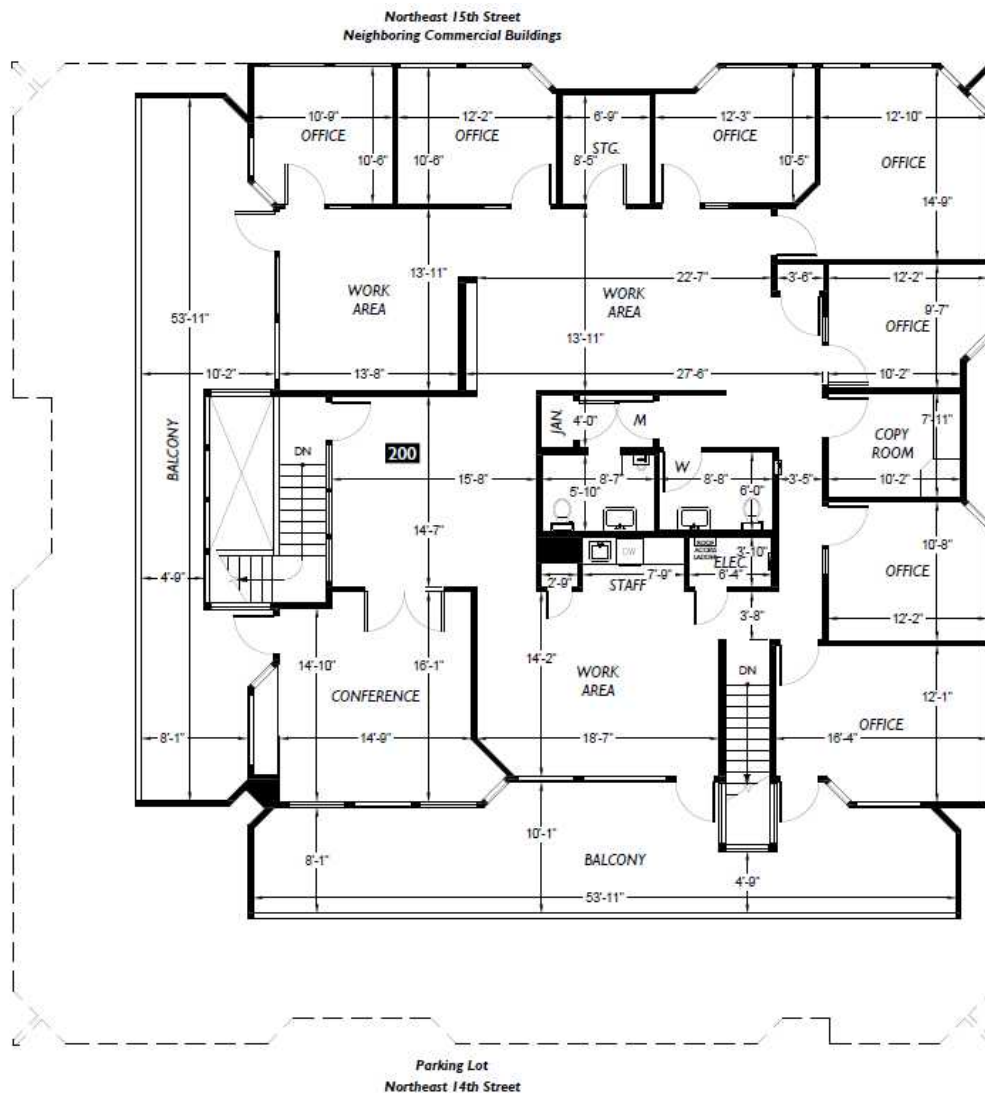 Northeast 15th Street
Neighboring Commercial Buildings
10'-9"
OFFICE
10'-6"
12'-2"
OFFICE
10'-6"
6'-9"
STG.
8'-5"
12'-3"
OFFICE
10'-5"
12'-10"
OFFICE
14'-9"
53'-11"
10'-2"
BALCONY
13'-11"
WORK
AREA
13'-8"
22'-7"
WORK
AREA
13'-11"
27'-6"
3'-6"
12'-2"
9'-7"
OFFICE
10'-2"
DN
200
15'-8"
14'-7"
JAN.
4'-0"
M
8'-7"
5'-10"
W
8'-8"
6'-0"
3'-5"
COPY
ROOM
7'-11"
10'-2"
4'-9"
2'-9"
DW
7'-9"
STAFF
ROOF
ACCESS
LADDER
3'-10"
ELEC.
6'-4"
10'-8"
OFFICE
12'-2"
3'-8"
14'-10"
16'-1"
CONFERENCE
14'-9"
8'-1"
14'-2"
WORK
AREA
18'-7"
DN
12'-1"
OFFICE
16'-4"
8'-1"
10'-1"
BALCONY
4'-9"
53'-11"
Parking Lot
Northeast 14th Street